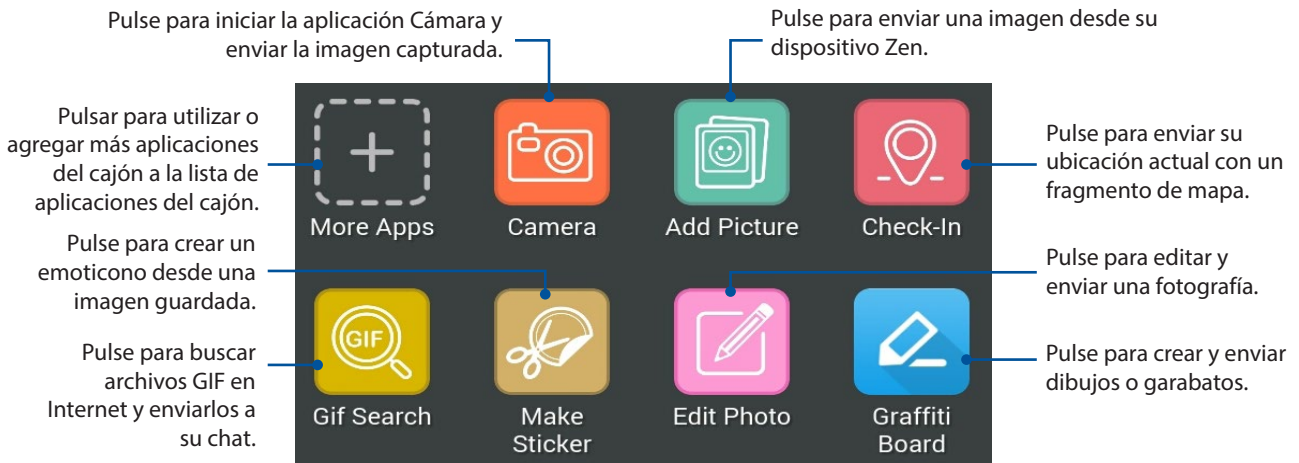 Pulse para iniciar la aplicación Cámara y
enviar la imagen capturada.
Pulse para enviar una imagen desde su
dispositivo Zen.
Pulsar para utilizar o
agregar más aplicaciones
del cajón a la lista de
aplicaciones del cajón.
More Apps
Camera
Add Picture
Check-In
Pulse para enviar su
ubicación actual con un
fragmento de mapa.
Pulse para crear un
emoticono desde una
imagen guardada.
Pulse para editar y
enviar una fotografía.
Pulse para buscar
archivos GIF en
Internet y enviarlos a
su chat.
GIF
Gif Search
Make
Sticker
Edit Photo
Graffiti
Board
Pulse para crear y enviar
dibujos o garabatos.